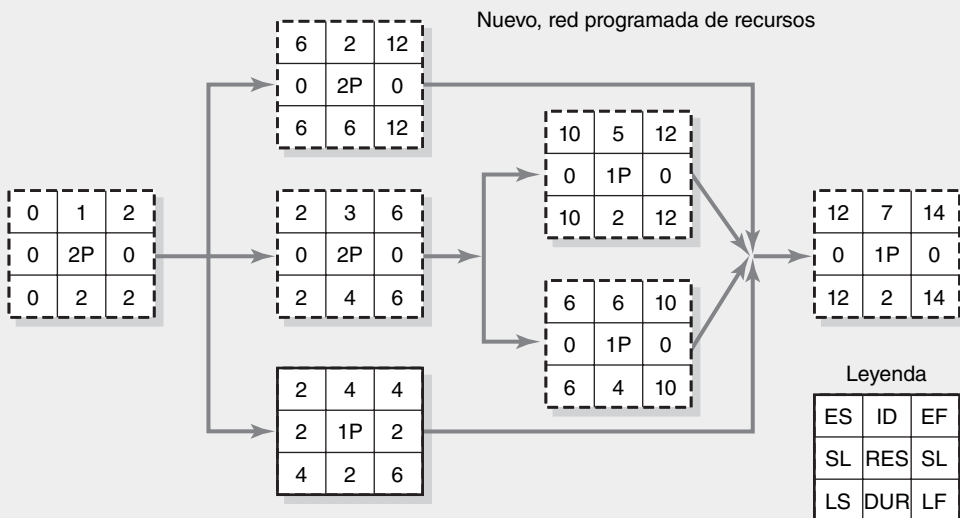 Nuevo, red programada de recursos
6 2 12
0 2P 0
6 6 12
10 5 12
0 1P 0
10 2 12
0 1 2
0 2P 0
0 2 2
2 3 6
0 2P 0
2 4 6
12 7 14
0 1P 0
12 2 14
6 6 10
0 1P 0
6 4 10
2 4 4
2 1P 2
4 2 6
Leyenda
ES ID EF
SL RES SL
LS DUR LF